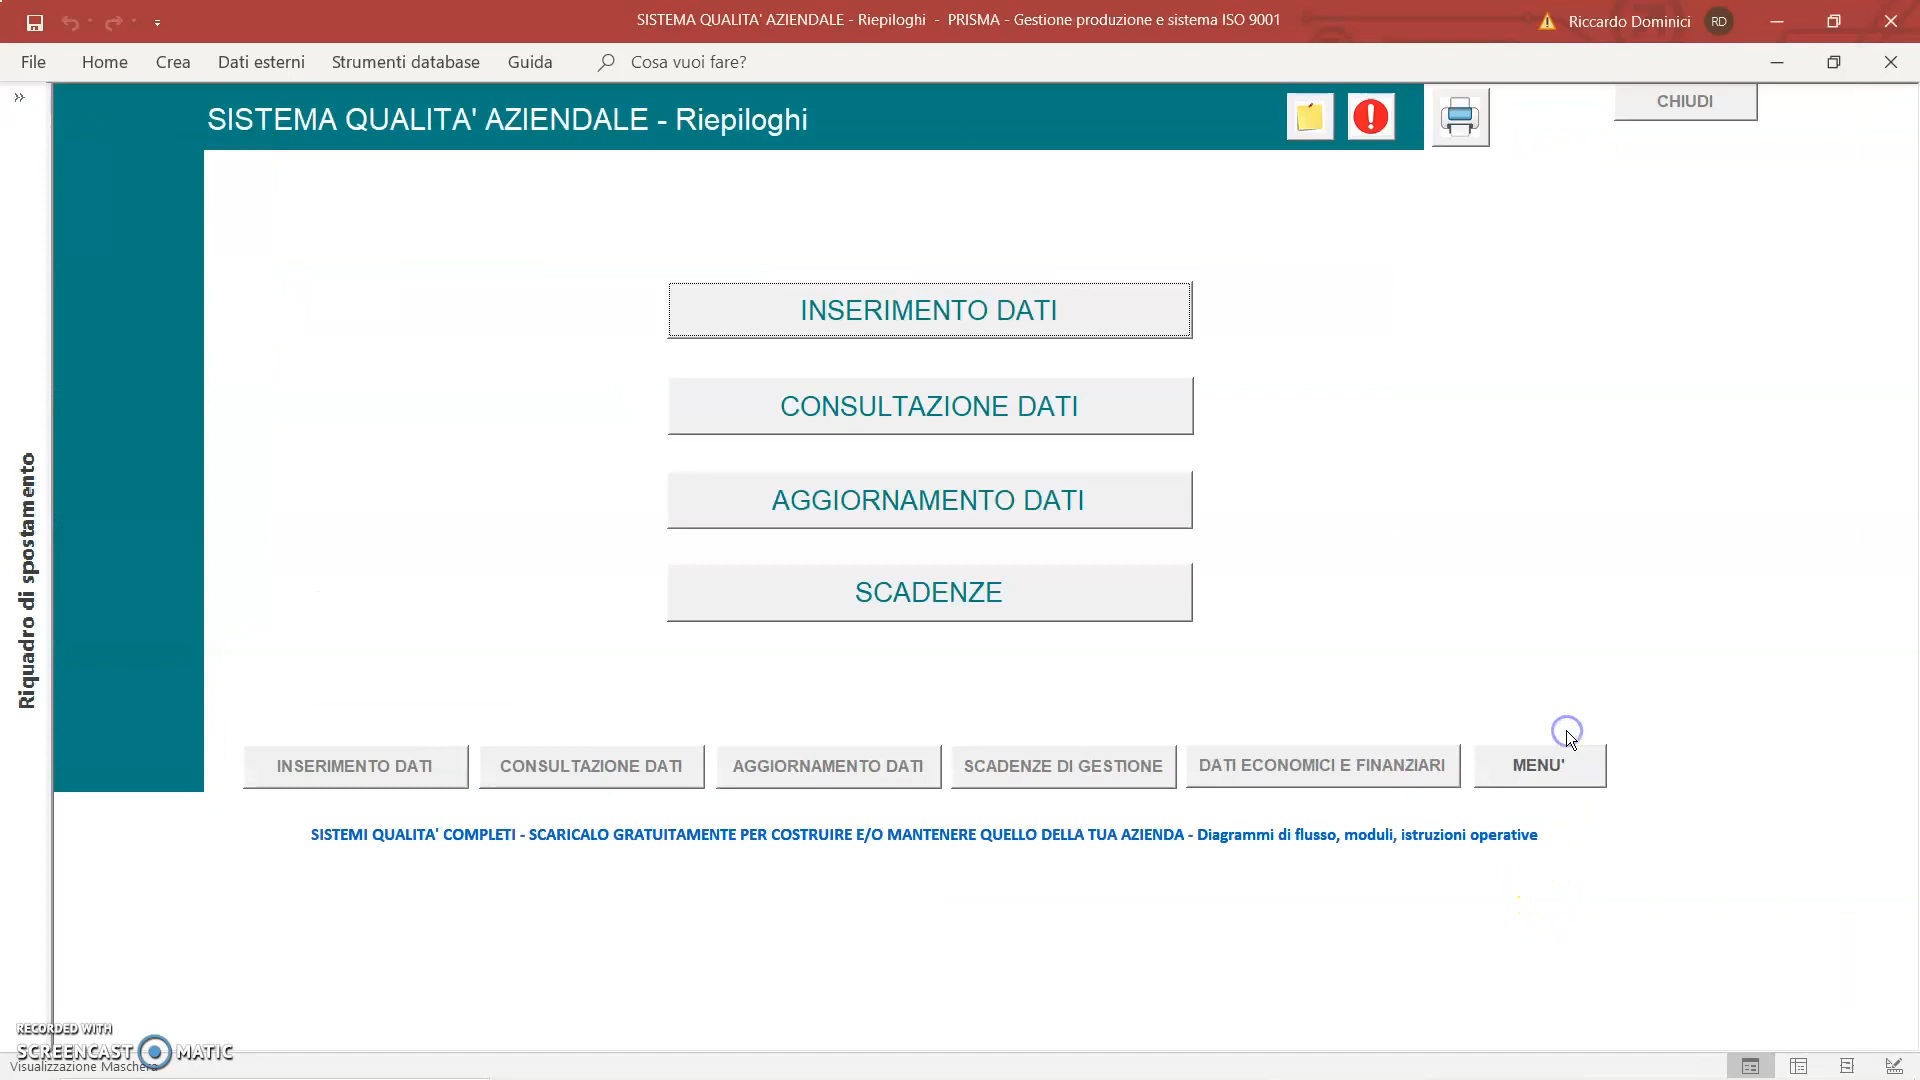 SISTEMA QUALITA' AZIENDALE - Riepiloghi - PRISMA - Gestione produzione e sistema ISO 9001
Riccardo Dominici RD
File Home Crea Dati esterni Strumenti database Guida Cosa vuoi fare?
SISTEMA QUALITA' AZIENDALE - Riepiloghi
CHIUDI
INSERIMENTO DATI
CONSULTAZIONE DATI
AGGIORNAMENTO DATI
SCADENZE
Riquadro di spostamento
INSERIMENTO DATI CONSULTAZIONE DATI AGGIORNAMENTO DATI SCADENZE DI GESTIONE DATI ECONOMICI E FINANZIARI MENU'
SISTEMI QUALITA' COMPLETI - SCARICALO GRATUITAMENTE PER COSTRUIRE E/O MANTENERE QUELLO DELLA TUA AZIENDA - Diagrammi di flusso, moduli, istruzioni operative
RECORDED WITH
SCREENCAST MATIC
Visualizzazione Maschera